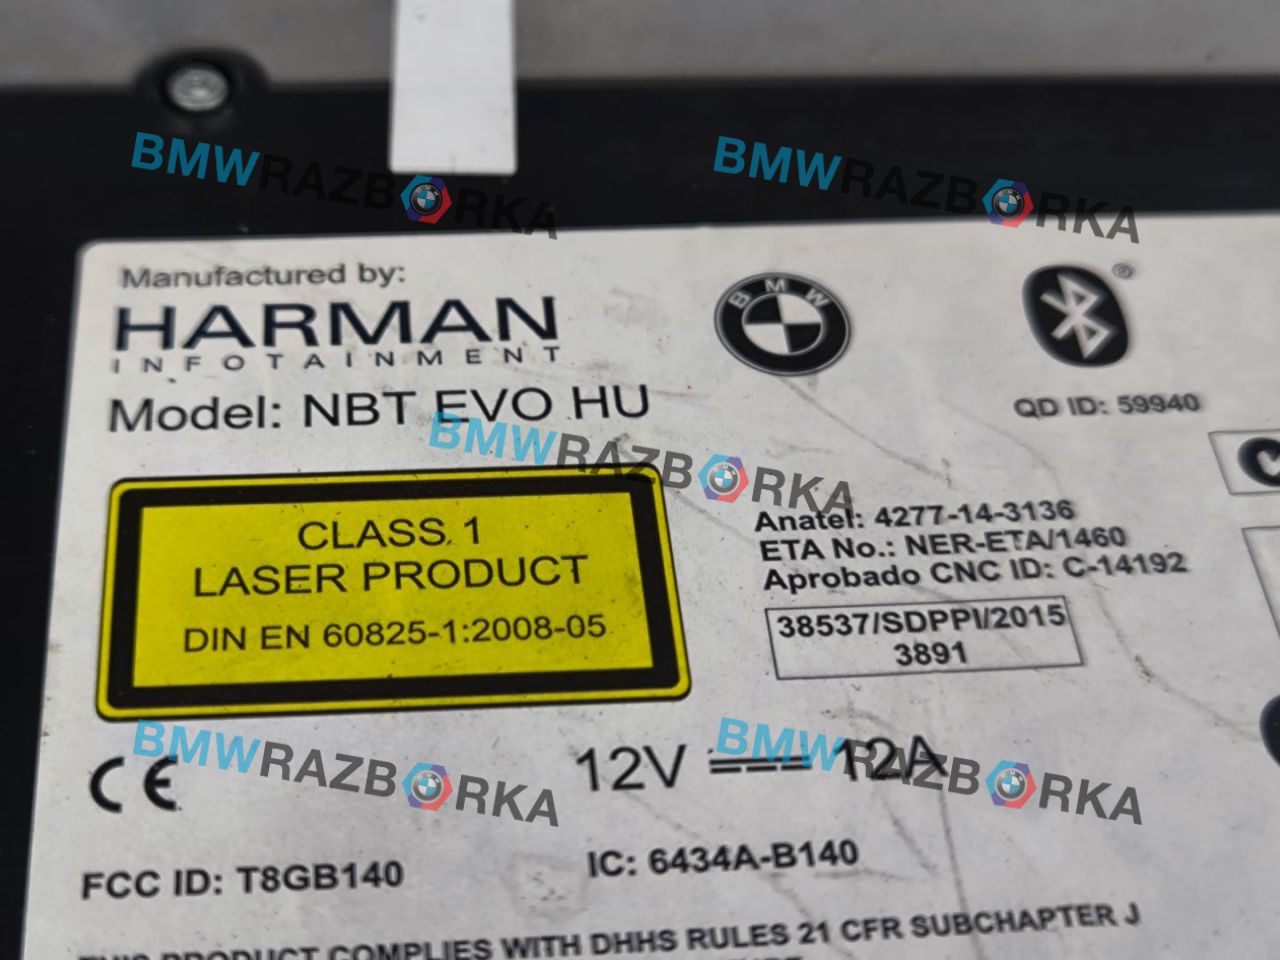 BMWRAZBORKA
BMWRAZBORKA
Manufactured by:
HARMAN
INFOTAINMENT
BMW
®
Model: NBT EVO HU
QD ID: 59940
BMWRAZBORKA
CLASS 1
LASER PRODUCT
DIN EN 60825-1:2008-05
Anatel: 4277-14-3136
ETA No.: NER-ETA/1460
Aprobado CNC ID: C-14192
38537/SDPPI/2015
3891
BMWRAZBORKA
BMWRAZBORKA
CE
12V 12A
FCC ID: T8GB140
IC: 6434A-B140
THIS PRODUCT COMPLIES WITH DHHS RULES 21 CFR SUBCHAPTER J